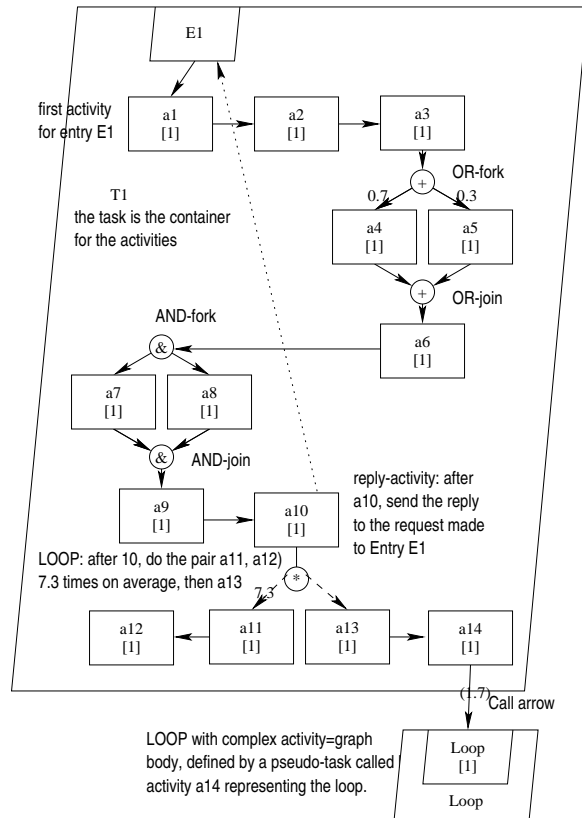 E1
first activity
for entry E1
a1
[1]
a2
[1]
a3
[1]
OR-fork
+
0.7
0.3
T1
the task is the container
for the activities
a4
[1]
a5
[1]
+
OR-join
AND-fork
a6
[1]
&
a7
[1]
a8
[1]
&
AND-join
a9
[1]
a10
[1]
reply-activity: after
a10, send the reply
to the request made
to Entry E1
LOOP: after 10, do the pair a11, a12)
7.3 times on average, then a13
7.3
*
a12
[1]
a11
[1]
a13
[1]
a14
[1]
(1.7)
Call arrow
LOOP with complex activity=graph
body, defined by a pseudo-task called
activity a14 representing the loop.
Loop
[1]
Loop